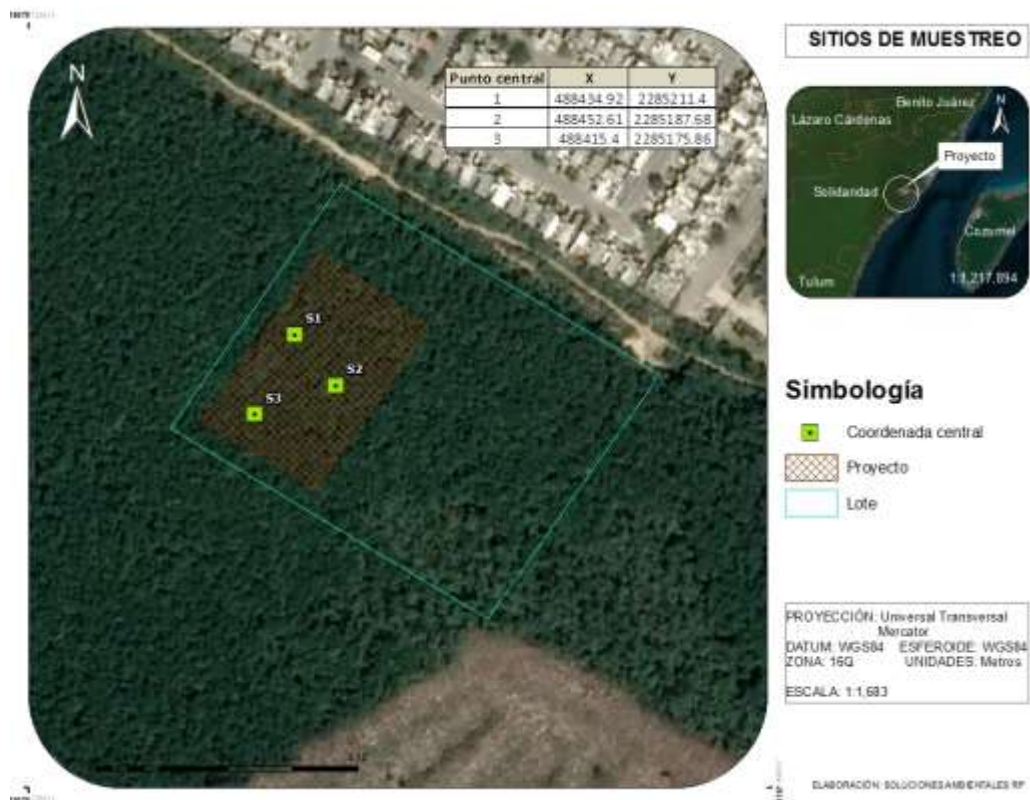 SITIOS DE MUESTREO
N
Punto central X Y
1 488434.92 2285211.4
2 488452.61 2285187.68
3 488415.4 2285175.86
S1
S2
S3
N
Benito Juárez
Lázaro Cárdenas
Proyecto
Solidaridad
Cozumel
Tulum
1:1,217,894
Simbología
Coordenada central
Proyecto
Lote
PROYECCIÓN: Universal Transversal
Mercator
DATUM: WGS84 ESFEROIDE: WGS84
ZONA: 16Q UNIDADES: Metros
ESCALA: 1:1,683
ELABORACIÓN: SOLUCIONES AMBIENTALES